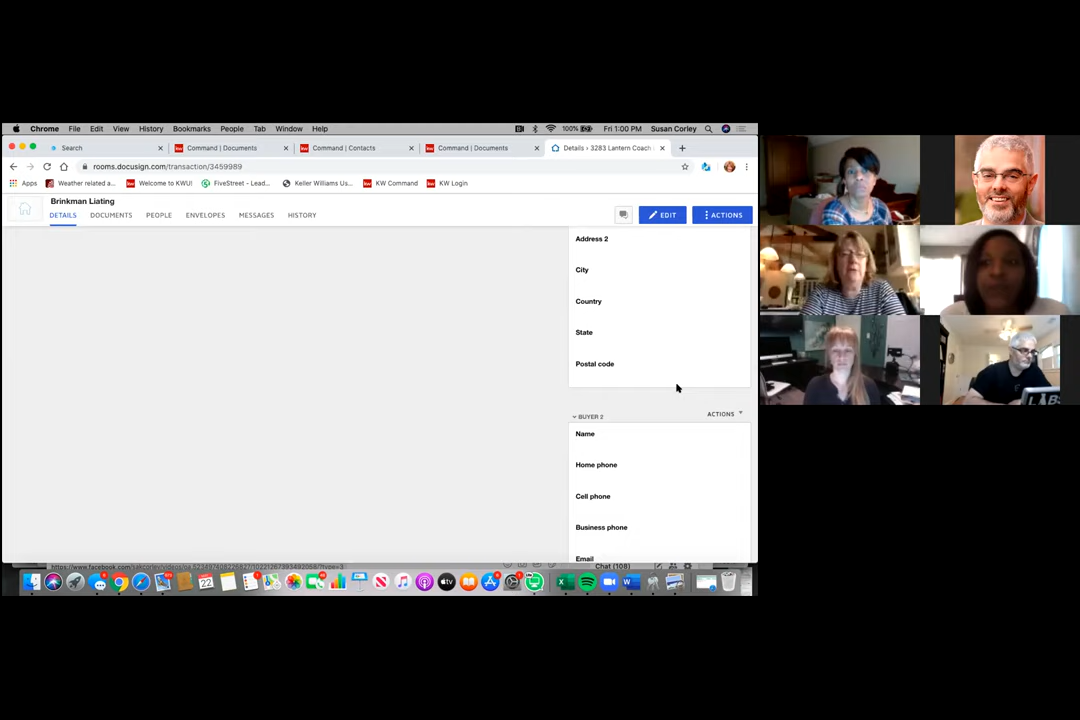 Chrome File Edit View History Bookmarks People Tab Window Help 100% Fri 1:00 PM Susan Corley
Search Command | Documents Command | Contacts Command | Documents Details › 3283 Lantern Coach
rooms.docusign.com/transaction/3459989
Apps Weather related a... Welcome to KWU! FiveStreet - Lead... Keller Williams Us... KW Command KW Login
Brinkman Liating
DETAILS DOCUMENTS PEOPLE ENVELOPES MESSAGES HISTORY EDIT ACTIONS
Address 2
City
Country
State
Postal code
BUYER 2 ACTIONS
Name
Home phone
Cell phone
Business phone
Email
Chat (108)